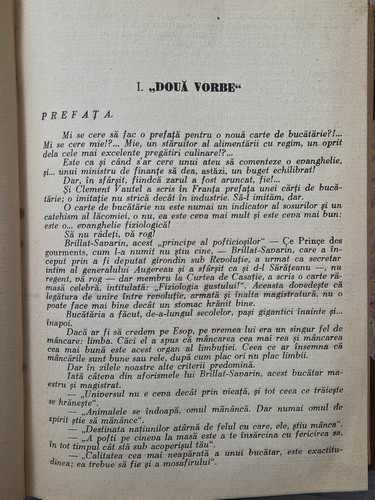 I. „DOUĂ VORBE“
PREFAȚA.
Mi se cere să fac o prefață pentru o nouă carte de bucătărie?!...
Mi se cere mie!?... Mie, un stăruitor al alimentării cu regim, un oprit
dela cele mai excelente pregătiri culinare!?...
Este ca și când s'ar cere unui ateu să comenteze o evanghelie,
și... unui ministru de finanțe să dea, astăzi, un buget echilibrat!
Dar, în sfârșit, fiindcă zarul a fost aruncat, fie!...
Și Clement Vautel a scris în Franța prefața unei cărți de bucă-
tărie; o imitație nu strică decât în industrie. Să-l imităm, dar.
O carte de bucătărie nu este numai un indicator al sosurilor și un
catehism al lăcomiei, o nu, ea este ceva mai mult și este ceva mai bun:
este o... evanghelie fiziologică!
Să nu râdeți, vă rog!
Brillat-Savarin, acest „principe al pofticioșilor“ — Ce Prince des
gourments, cum l-a numit nu știu cine, — Brillat-Savarin, care a în-
ceput prin a fi deputat girondin sub Revoluție, a urmat ca secretar
intim al generalului Augereau și a sfârșit ca și d-l Sărățeanu —, nu
regent, vă rog — dar membru la Curtea de Casație, a scris o carte ră-
masă celebră, intitulată: „Fiziologia gustului“. Aceasta dovedește că
legătura de unire între revoluție, armată și înalta magistratură, nu o
poate face mai bine decât un stomac hrănit bine.
Bucătăria a făcut, de-a-lungul secolelor, pași gigantici înainte și...
înapoi.
Dacă ar fi să credem pe Esop, pe vremea lui era un singur fel de
mâncare: limba. Căci el a spus că mâncarea cea mai rea și mâncarea
cea mai bună este acest organ al limbuției. Ceea ce ar însemna că
mâncările sunt bune sau rele, după cum plac ori nu plac limbii.
Dar în zilele noastre alte criterii predomină.
Iată câteva din aforismele lui Brillat-Savarin, acest bucătar ma-
estru și magistrat.
— „Universul nu e ceva decât prin vieață, și tot ceea ce trăiește
se hrănește“.
— „Animalele se îndoapă, omul mănâncă. Dar numai omul de
spirit știe să mănânce“.
— „Destinata națiunilor atârnă de felul cu care, ele, știu mânca“.
— „A pofti pe cineva la masă este a te însărcina cu fericirea sa,
în tot timpul cât stă sub acoperișul tău“.
— „Calitatea cea mai neapărată a unui bucătar, este exactitu-
dinea; ea trebue să fie și a mosafirului“.